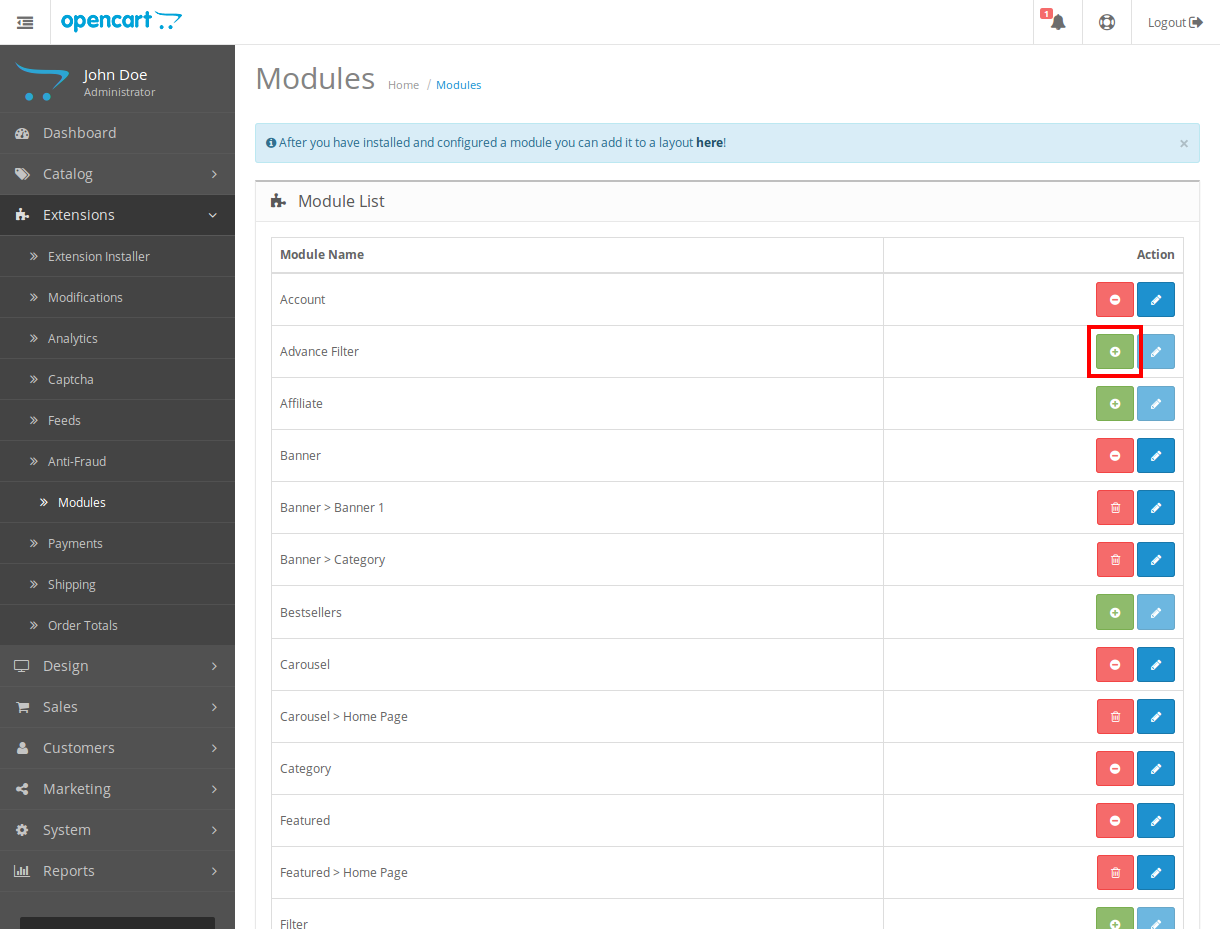 opencart
1
Logout
John Doe
Administrator
Dashboard
Catalog
Extensions
Extension Installer
Modifications
Analytics
Captcha
Feeds
Anti-Fraud
Modules
Payments
Shipping
Order Totals
Design
Sales
Customers
Marketing
System
Reports
Modules Home / Modules
After you have installed and configured a module you can add it to a layout here! ×
Module List
Module Name Action
Account
Advance Filter
Affiliate
Banner
Banner > Banner 1
Banner > Category
Bestsellers
Carousel
Carousel > Home Page
Category
Featured
Featured > Home Page
Filter